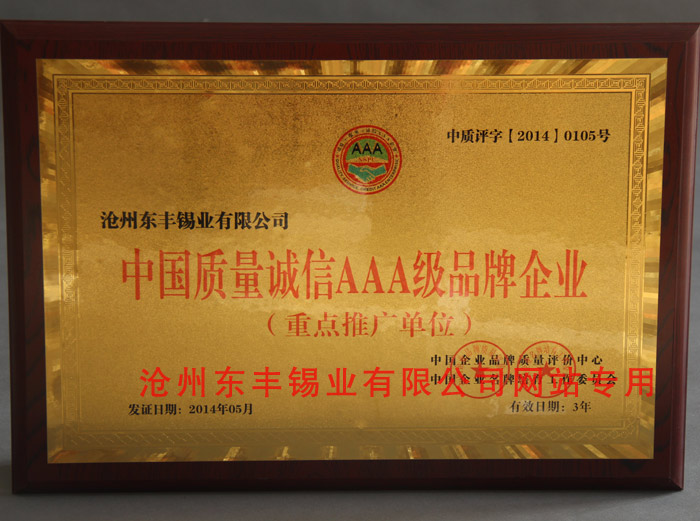 中质评字【2014】0105号
AAA
沧州东丰锡业有限公司
中国质量诚信AAA级品牌企业
（重点推广单位）
中国企业品牌质量评价中心
沧州东丰锡业有限公司网站专用
发证日期：2014年05月
有效日期：3年